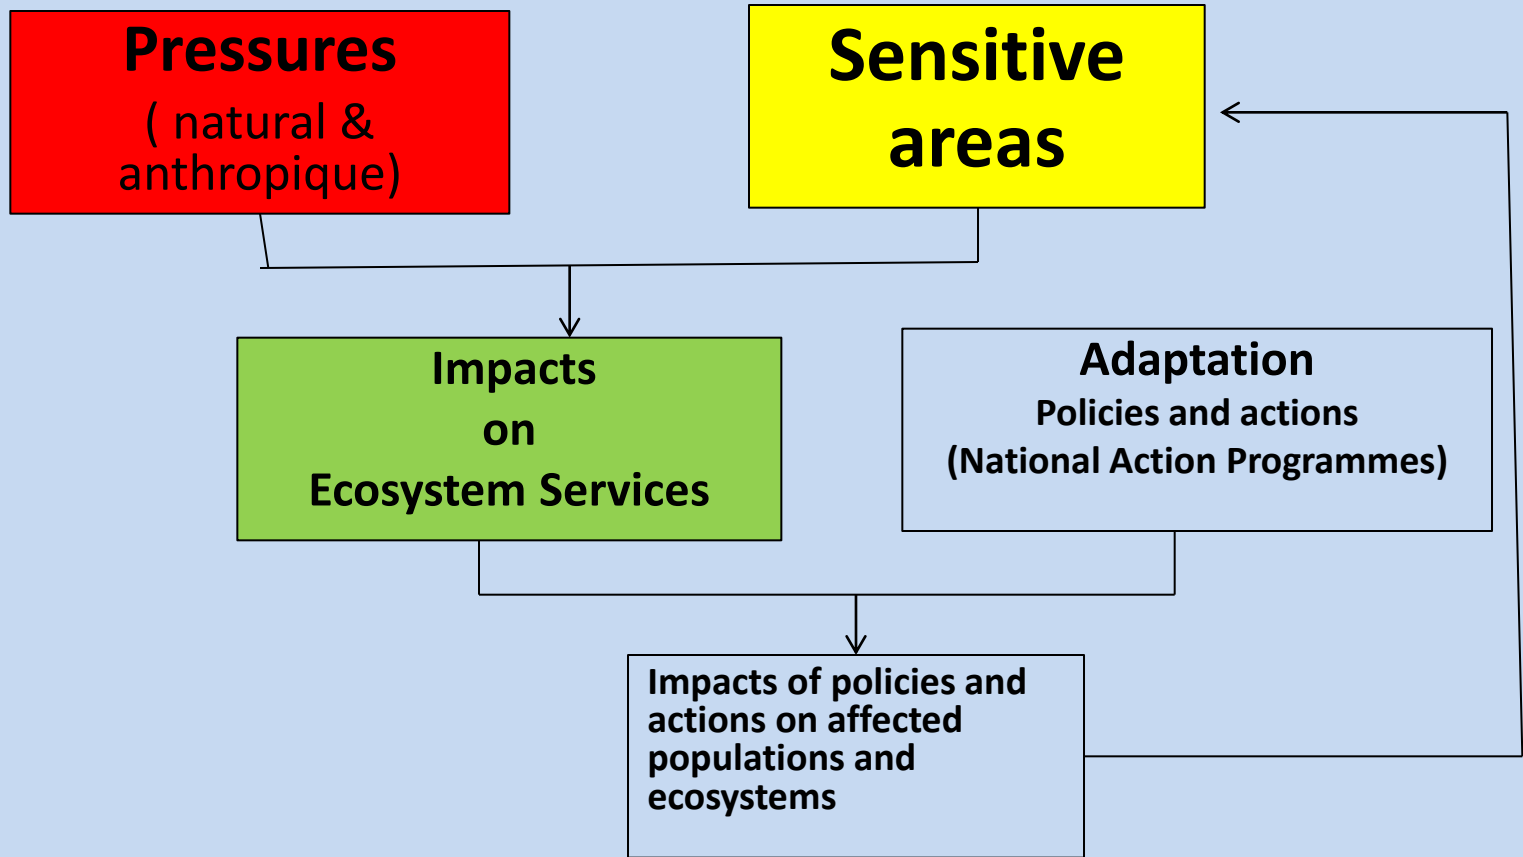 Pressures
( natural &
anthropique)
Sensitive
areas
Impacts
on
Ecosystem Services
Adaptation
Policies and actions
(National Action Programmes)
Impacts of policies and
actions on affected
populations and
ecosystems